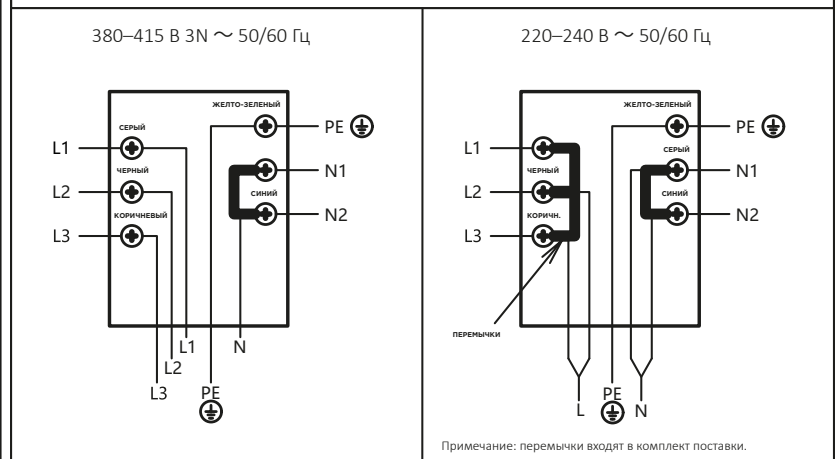 380–415 В 3N ~ 50/60 Гц
ЖЕЛТО-ЗЕЛЕНЫЙ
СЕРЫЙ
PE
L1
ЧЕРНЫЙ
N1
L2
СИНИЙ
КОРИЧНЕВЫЙ
N2
L3
L1
N
L2
L3
PE
220–240 В ~ 50/60 Гц
ЖЕЛТО-ЗЕЛЕНЫЙ
PE
L1
СЕРЫЙ
ЧЕРНЫЙ
N1
L2
СИНИЙ
КОРИЧН.
N2
L3
ПЕРЕМЫЧКИ
PE
L
N
Примечание: перемычки входят в комплект поставки.